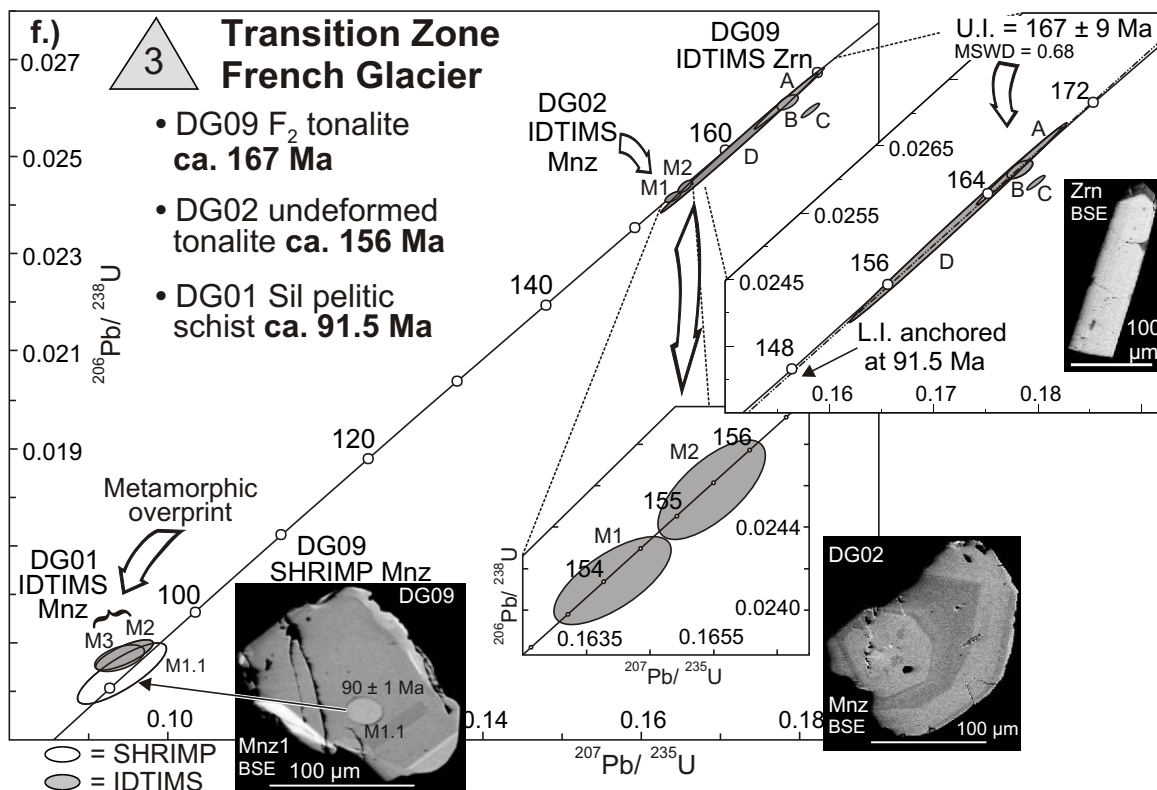 f.)
3
Transition Zone
French Glacier
• DG09 F₂ tonalite
ca. 167 Ma
• DG02 undeformed
tonalite ca. 156 Ma
• DG01 Sil pelitic
schist ca. 91.5 Ma
0.027
0.025
0.023
0.021
0.019
²⁰⁶Pb/ ²³⁸U
DG09
IDTIMS Zrn
A
B
C
D
DG02
IDTIMS
Mnz
M2
M1
160
140
120
100
U.I. = 167 ± 9 Ma
MSWD = 0.68
172
164
156
148
A
B
C
D
0.0265
0.0255
0.0245
L.I. anchored
at 91.5 Ma
0.16
0.17
0.18
Zrn
BSE
100
µm
156
M2
155
M1
154
0.0244
0.0240
²⁰⁶Pb/ ²³⁸U
0.1635
0.1655
²⁰⁷Pb/ ²³⁵U
Metamorphic
overprint
DG01
IDTIMS
Mnz
M3
M2
M1.1
DG09
SHRIMP Mnz
DG09
90 ± 1 Ma
M1.1
Mnz1
BSE
100 µm
DG02
Mnz
BSE
100 µm
0.10
0.14
0.16
0.18
²⁰⁷Pb/ ²³⁵U
= SHRIMP
= IDTIMS